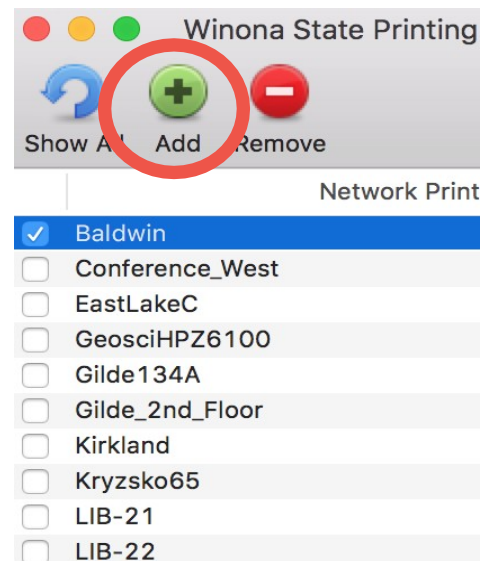 Winona State Printing
Show All Add Remove
Network Print
Baldwin
Conference_West
EastLakeC
GeosciHPZ6100
Gilde134A
Gilde_2nd_Floor
Kirkland
Kryzsko65
LIB-21
LIB-22